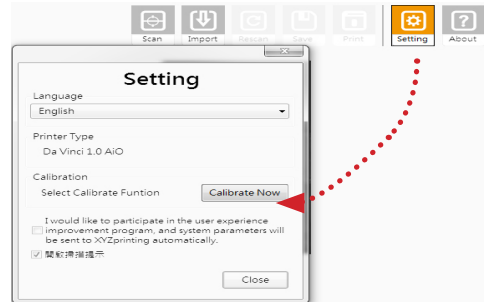 Scan Import Rescan Save Print Setting About
Setting
Language
English
Printer Type
Da Vinci 1.0 AiO
Calibration
Select Calibrate Funtion Calibrate Now
I would like to participate in the user experience
improvement program, and system parameters will
be sent to XYZprinting automatically.
開啟掃描提示
Close